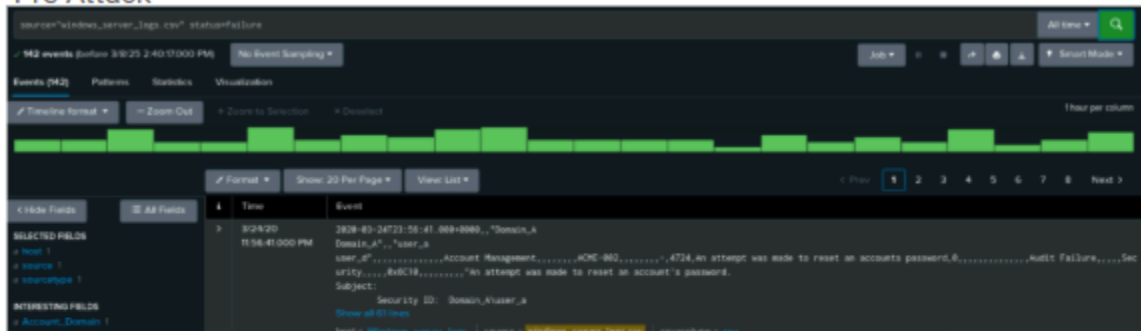 Pre Attack
source="windows_server_logs.csv" status=failure
All time
142 events (before 3/8/25 2:40:17.000 PM)
No Event Sampling
Job
Smart Mode
Events (142) Patterns Statistics Visualization
Timeline format
— Zoom Out
+ Zoom to Selection
× Deselect
1 hour per column
Format
Show: 20 Per Page
View: List
< Prev 1 2 3 4 5 6 7 8 Next >
< Hide Fields
All Fields
i Time Event
SELECTED FIELDS
a host 1
a source 1
a sourcetype 1
INTERESTING FIELDS
a Account_Domain 1
> 3/24/20
11:56:41.000 PM
2020-03-24T23:56:41.000+0000,,"Domain_A
Domain_A",,"user_a
user_d",,,,,,,,,,,,,Account Management,,,,,,,,ACME-002,,,,,,,,-,4724,An attempt was made to reset an accounts password,0,,,,,,,,,,,,,Audit Failure,,,,,Sec
urity,,,,,0x8C10,,,,,,,,,"An attempt was made to reset an account's password.
Subject:
Security ID: Domain_A\user_a
Show all 61 lines